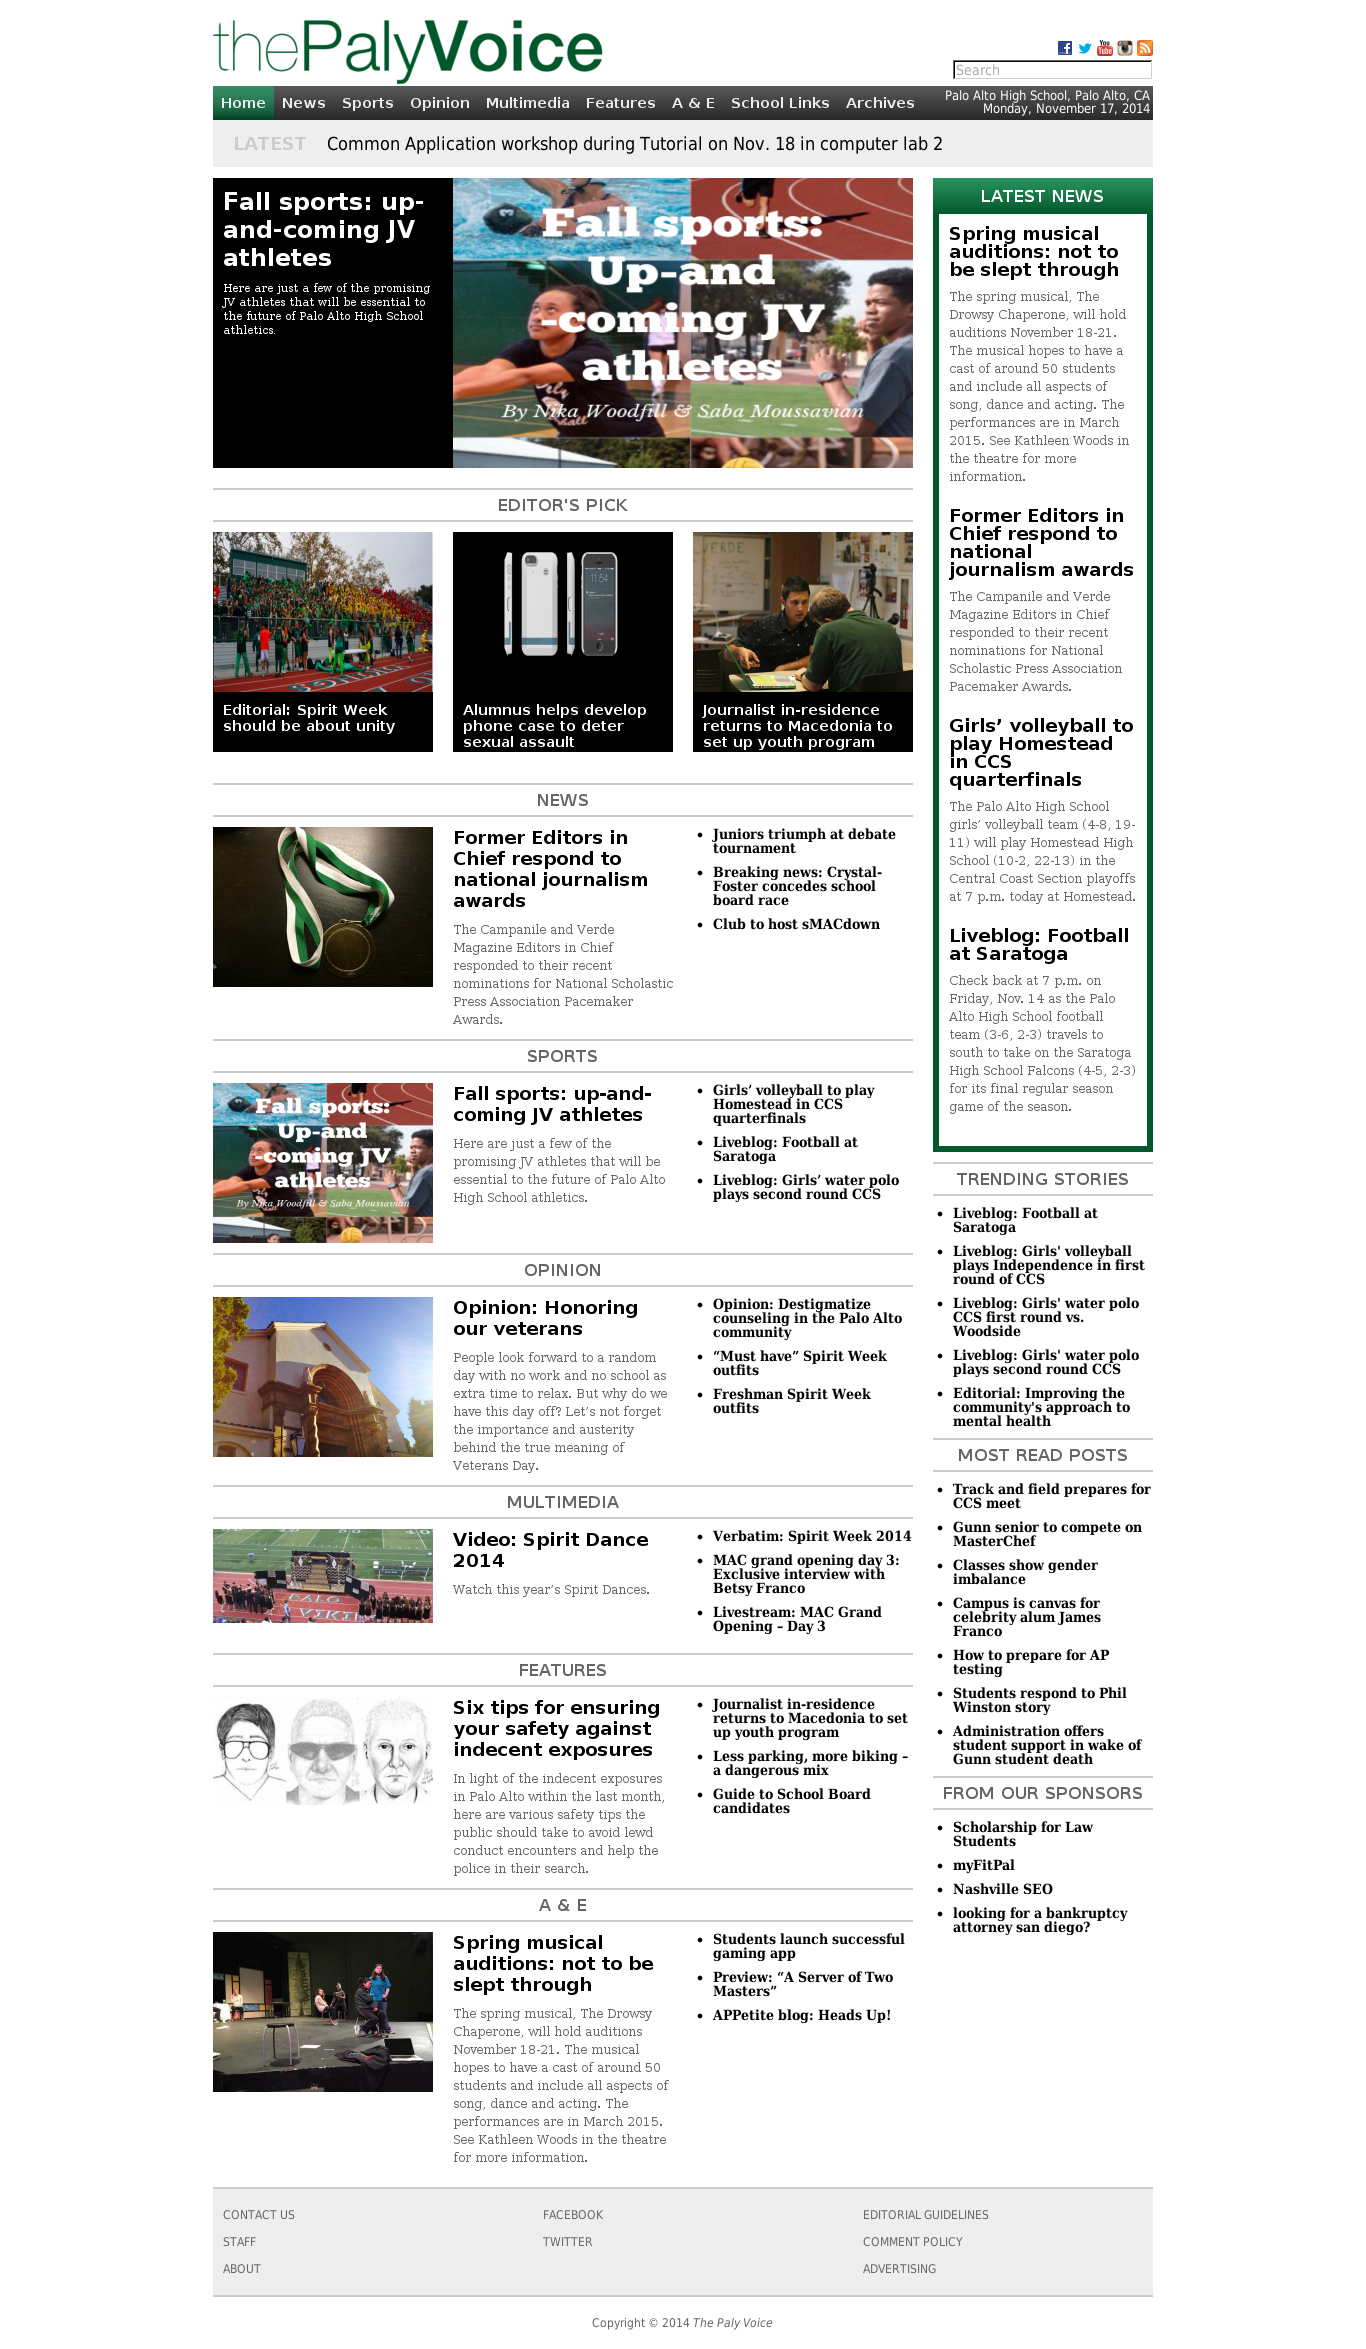 thePalyVoice
Search
Home News Sports Opinion Multimedia Features A & E School Links Archives
Palo Alto High School, Palo Alto, CA
Monday, November 17, 2014
LATEST Common Application workshop during Tutorial on Nov. 18 in computer lab 2
Fall sports: up-
and-coming JV
athletes
Here are just a few of the promising
JV athletes that will be essential to
the future of Palo Alto High School
athletics.
Fall sports:
Up-and
-coming JV
athletes
By Nika Woodfill & Saba Moussavian
EDITOR'S PICK
11:54
VERDE
Editorial: Spirit Week
should be about unity
Alumnus helps develop
phone case to deter
sexual assault
Journalist in-residence
returns to Macedonia to
set up youth program
NEWS
Former Editors in
Chief respond to
national journalism
awards
The Campanile and Verde
Magazine Editors in Chief
responded to their recent
nominations for National Scholastic
Press Association Pacemaker
Awards.
Juniors triumph at debate
tournament
Breaking news: Crystal-
Foster concedes school
board race
Club to host sMACdown
SPORTS
Fall sports:
Up-and
-coming JV
athletes
By Nika Woodfill & Saba Moussavian
Fall sports: up-and-
coming JV athletes
Here are just a few of the
promising JV athletes that will be
essential to the future of Palo Alto
High School athletics.
Girls’ volleyball to play
Homestead in CCS
quarterfinals
Liveblog: Football at
Saratoga
Liveblog: Girls’ water polo
plays second round CCS
OPINION
Opinion: Honoring
our veterans
People look forward to a random
day with no work and no school as
extra time to relax. But why do we
have this day off? Let’s not forget
the importance and austerity
behind the true meaning of
Veterans Day.
Opinion: Destigmatize
counseling in the Palo Alto
community
“Must have” Spirit Week
outfits
Freshman Spirit Week
outfits
MULTIMEDIA
PALO
VIKI
Video: Spirit Dance
2014
Watch this year’s Spirit Dances.
Verbatim: Spirit Week 2014
MAC grand opening day 3:
Exclusive interview with
Betsy Franco
Livestream: MAC Grand
Opening – Day 3
FEATURES
Six tips for ensuring
your safety against
indecent exposures
In light of the indecent exposures
in Palo Alto within the last month,
here are various safety tips the
public should take to avoid lewd
conduct encounters and help the
police in their search.
Journalist in-residence
returns to Macedonia to set
up youth program
Less parking, more biking –
a dangerous mix
Guide to School Board
candidates
A & E
Spring musical
auditions: not to be
slept through
The spring musical, The Drowsy
Chaperone, will hold auditions
November 18-21. The musical
hopes to have a cast of around 50
students and include all aspects of
song, dance and acting. The
performances are in March 2015.
See Kathleen Woods in the theatre
for more information.
Students launch successful
gaming app
Preview: “A Server of Two
Masters”
APPetite blog: Heads Up!
LATEST NEWS
Spring musical
auditions: not to
be slept through
The spring musical, The
Drowsy Chaperone, will hold
auditions November 18-21.
The musical hopes to have a
cast of around 50 students
and include all aspects of
song, dance and acting. The
performances are in March
2015. See Kathleen Woods in
the theatre for more
information.
Former Editors in
Chief respond to
national
journalism awards
The Campanile and Verde
Magazine Editors in Chief
responded to their recent
nominations for National
Scholastic Press Association
Pacemaker Awards.
Girls’ volleyball to
play Homestead
in CCS
quarterfinals
The Palo Alto High School
girls’ volleyball team (4-8, 19-
11) will play Homestead High
School (10-2, 22-13) in the
Central Coast Section playoffs
at 7 p.m. today at Homestead.
Liveblog: Football
at Saratoga
Check back at 7 p.m. on
Friday, Nov. 14 as the Palo
Alto High School football
team (3-6, 2-3) travels to
south to take on the Saratoga
High School Falcons (4-5, 2-3)
for its final regular season
game of the season.
TRENDING STORIES
Liveblog: Football at
Saratoga
Liveblog: Girls' volleyball
plays Independence in first
round of CCS
Liveblog: Girls' water polo
CCS first round vs.
Woodside
Liveblog: Girls' water polo
plays second round CCS
Editorial: Improving the
community's approach to
mental health
MOST READ POSTS
Track and field prepares for
CCS meet
Gunn senior to compete on
MasterChef
Classes show gender
imbalance
Campus is canvas for
celebrity alum James
Franco
How to prepare for AP
testing
Students respond to Phil
Winston story
Administration offers
student support in wake of
Gunn student death
FROM OUR SPONSORS
Scholarship for Law
Students
myFitPal
Nashville SEO
looking for a bankruptcy
attorney san diego?
CONTACT US
STAFF
ABOUT
FACEBOOK
TWITTER
EDITORIAL GUIDELINES
COMMENT POLICY
ADVERTISING
Copyright © 2014 The Paly Voice